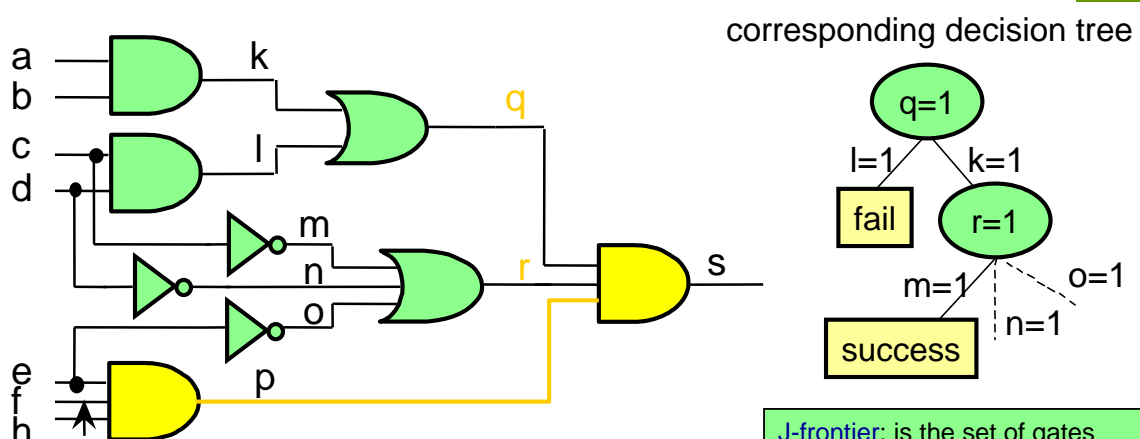 corresponding decision tree
a
b
c
d
e
f
h
k
l
m
n
o
p
q
r
s
q=1
l=1
k=1
fail
r=1
m=1
n=1
o=1
success
J-frontier: is the set of gates